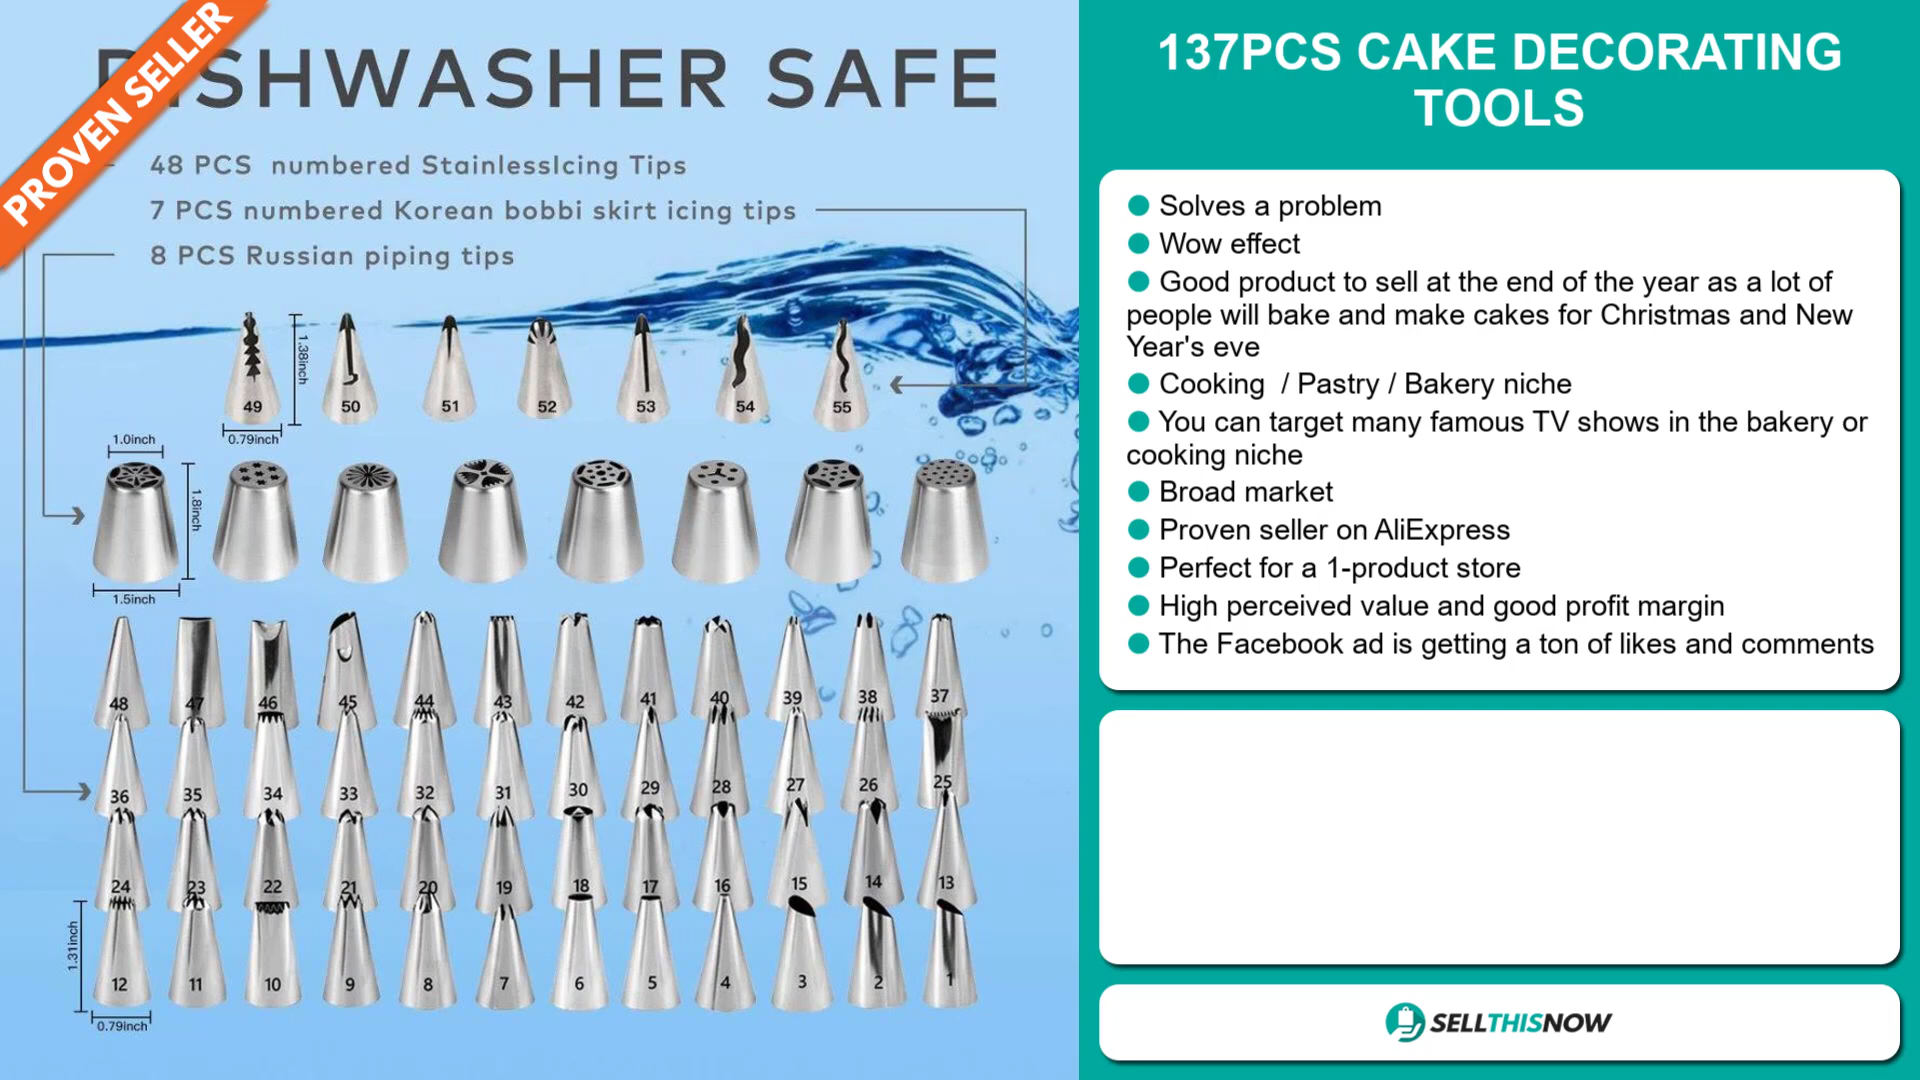 PROVEN SELLER
DISHWASHER SAFE
48 PCS numbered StainlessIcing Tips
7 PCS numbered Korean bobbi skirt icing tips
8 PCS Russian piping tips
1.38inch
49 50 51 52 53 54 55
0.79inch
1.0inch
1.8inch
1.5inch
48 47 46 45 44 43 42 41 40 39 38 37
36 35 34 33 32 31 30 29 28 27 26 25
24 23 22 21 20 19 18 17 16 15 14 13
1.31inch
12 11 10 9 8 7 6 5 4 3 2 1
0.79inch
137PCS CAKE DECORATING
TOOLS
Solves a problem
Wow effect
Good product to sell at the end of the year as a lot of
people will bake and make cakes for Christmas and New
Year's eve
Cooking / Pastry / Bakery niche
You can target many famous TV shows in the bakery or
cooking niche
Broad market
Proven seller on AliExpress
Perfect for a 1-product store
High perceived value and good profit margin
The Facebook ad is getting a ton of likes and comments
SELLTHISNOW